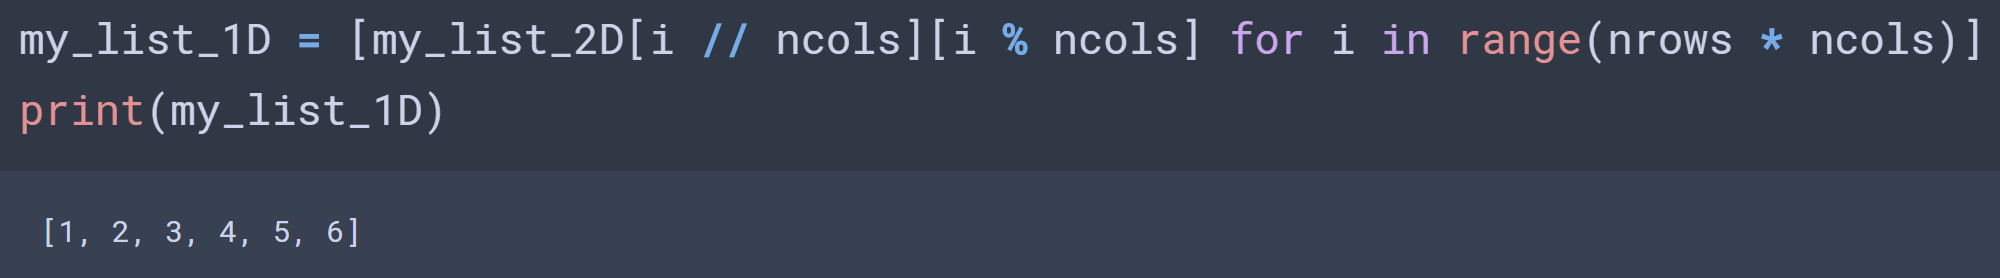 my_list_1D = [my_list_2D[i // ncols][i % ncols] for i in range(nrows * ncols)]
print(my_list_1D)
[1, 2, 3, 4, 5, 6]